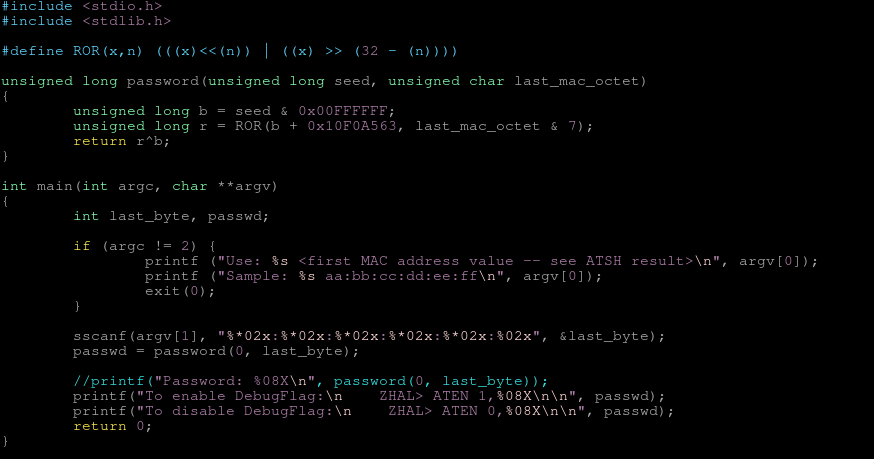 #include <stdio.h>
#include <stdlib.h>
#define ROR(x,n) (((x)<<(n)) | ((x) >> (32 - (n))))
unsigned long password(unsigned long seed, unsigned char last_mac_octet)
{
        unsigned long b = seed & 0x00FFFFFF;
        unsigned long r = ROR(b + 0x10F0A563, last_mac_octet & 7);
        return r^b;
}
int main(int argc, char **argv)
{
        int last_byte, passwd;
        if (argc != 2) {
                printf ("Use: %s <first MAC address value -- see ATSH result>\n", argv[0]);
                printf ("Sample: %s aa:bb:cc:dd:ee:ff\n", argv[0]);
                exit(0);
        }
        sscanf(argv[1], "%*02x:%*02x:%*02x:%*02x:%*02x:%02x", &last_byte);
        passwd = password(0, last_byte);
        //printf("Password: %08X\n", password(0, last_byte));
        printf("To enable DebugFlag:\n    ZHAL> ATEN 1,%08X\n\n", passwd);
        printf("To disable DebugFlag:\n    ZHAL> ATEN 0,%08X\n\n", passwd);
        return 0;
}